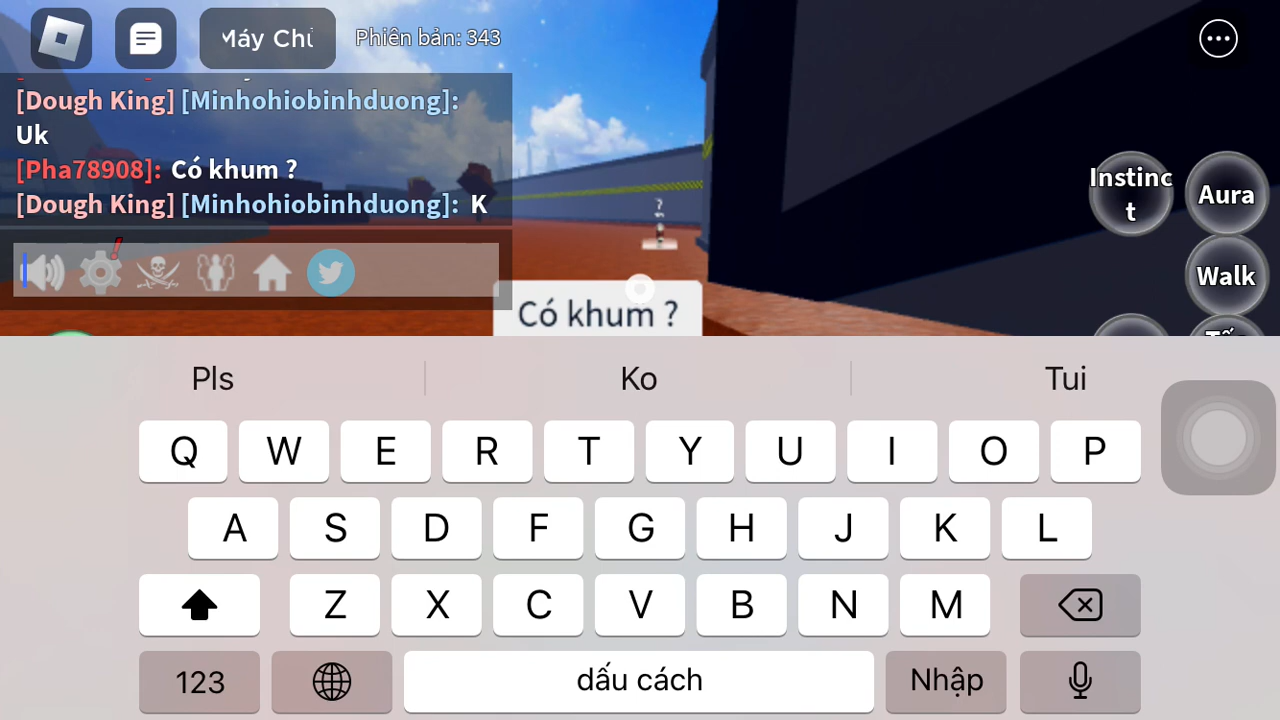 Máy Chủ
Phiên bản: 343
[Dough King] [Minhohiobinhduong]:
Uk
[Pha78908]: Có khum ?
[Dough King] [Minhohiobinhduong]: K
Instinc
t
Aura
Walk
?
Có khum ?
Pls Ko Tui
Q W E R T Y U I O P
A S D F G H J K L
Z X C V B N M
123 dấu cách Nhập